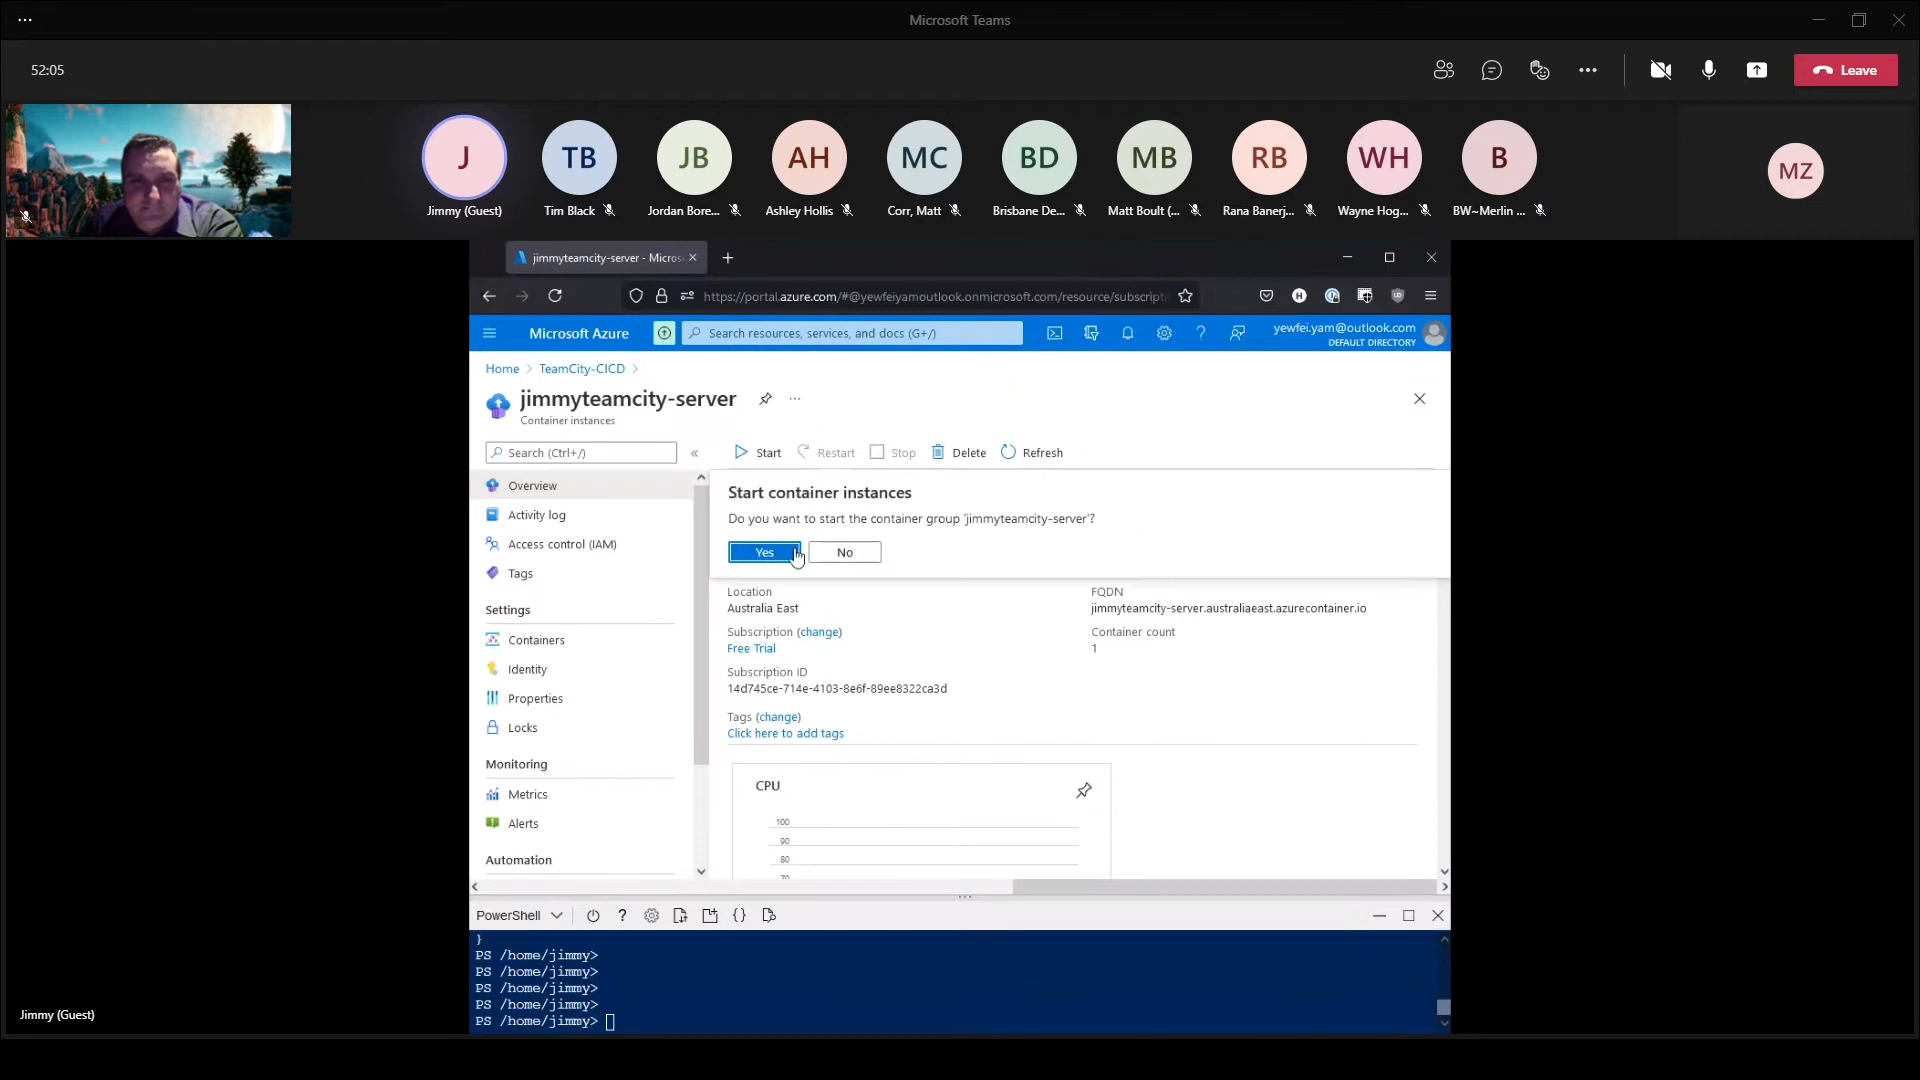 Microsoft Teams
52:05
Leave
J
TB
JB
AH
MC
BD
MB
RB
WH
B
MZ
Jimmy (Guest)
Tim Black
Jordan Bore...
Ashley Hollis
Corr, Matt
Brisbane De...
Matt Boult (...
Rana Banerj...
Wayne Hog...
BW~Merlin ...
jimmyteamcity-server - Micros
https://portal.azure.com/#@yewfeiyamoutlook.onmicrosoft.com/resource/subscripti
Microsoft Azure
Search resources, services, and docs (G+/)
yewfei.yam@outlook.com
DEFAULT DIRECTORY
Home > TeamCity-CICD >
jimmyteamcity-server
...
Container instances
Search (Ctrl+/)
«
Start
Restart
Stop
Delete
Refresh
Overview
Activity log
Access control (IAM)
Tags
Settings
Containers
Identity
Properties
Locks
Monitoring
Metrics
Alerts
Automation
Start container instances
Do you want to start the container group 'jimmyteamcity-server'?
Yes
No
Location
Australia East
Subscription (change)
Free Trial
Subscription ID
14d745ce-714e-4103-8e6f-89ee8322ca3d
Tags (change)
Click here to add tags
FQDN
jimmyteamcity-server.australiaeast.azurecontainer.io
Container count
1
CPU
100
90
80
70
PowerShell
?
{}
}
PS /home/jimmy>
PS /home/jimmy>
PS /home/jimmy>
PS /home/jimmy>
PS /home/jimmy>
Jimmy (Guest)